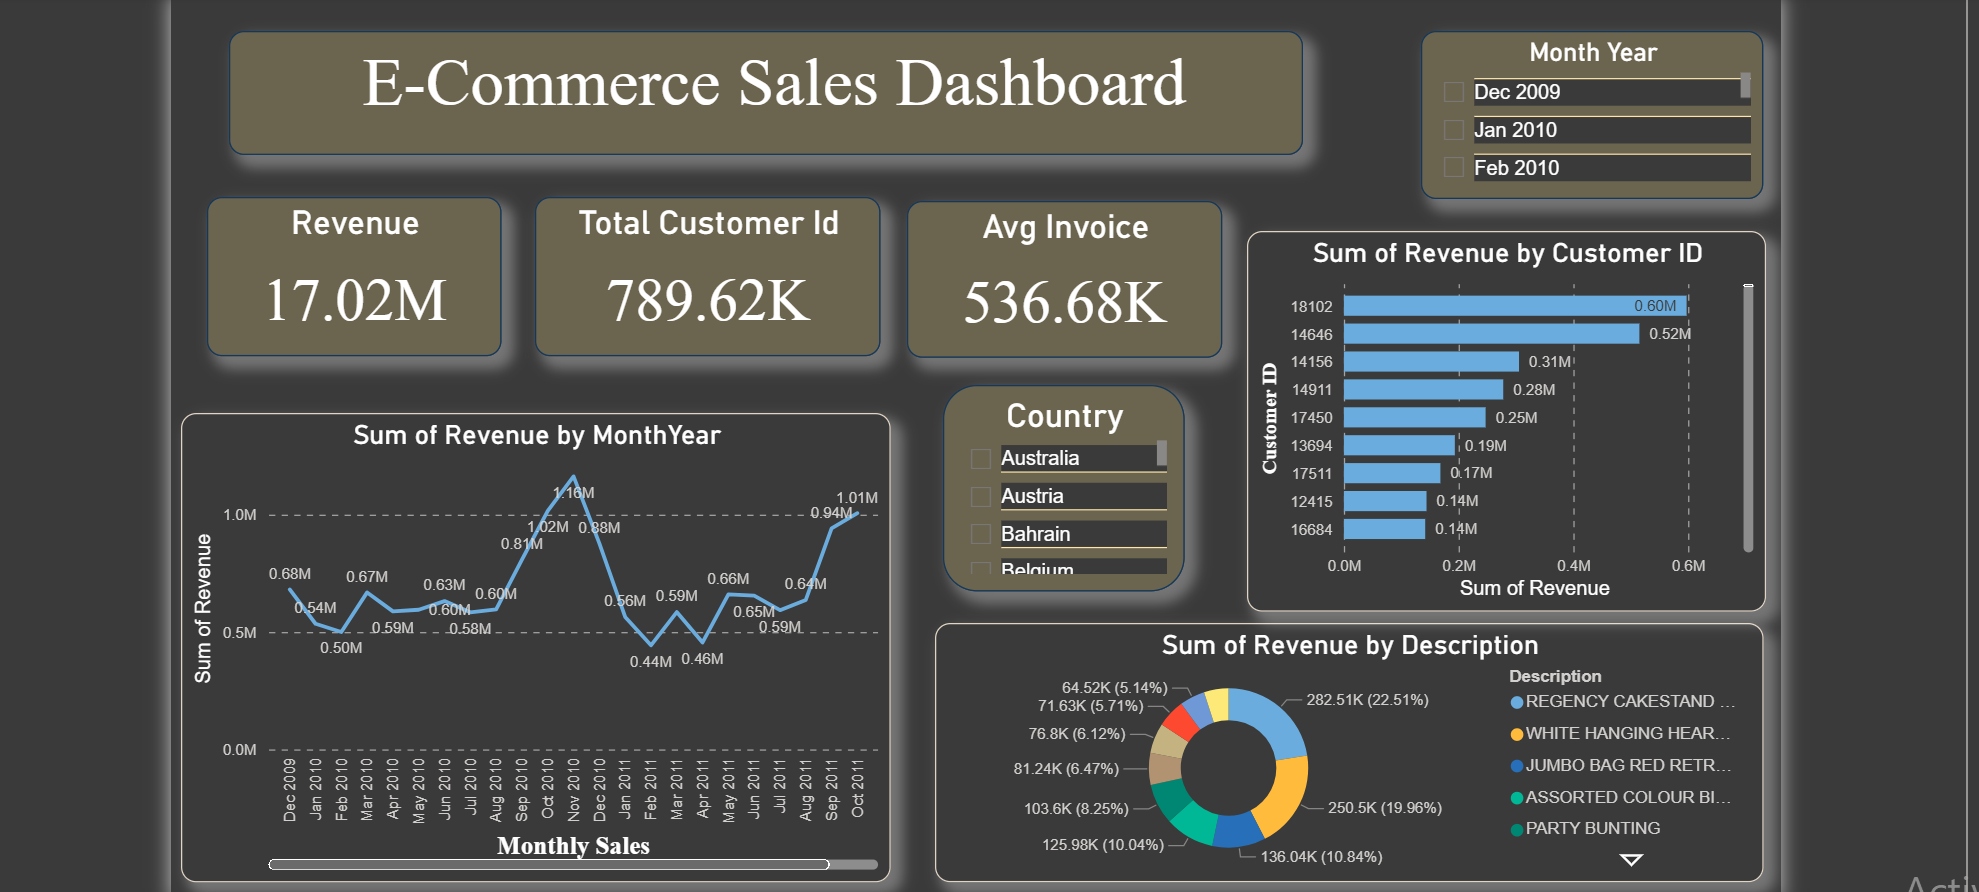 E-Commerce Sales Dashboard
Month Year
Dec 2009
Jan 2010
Feb 2010
Revenue
17.02M
Total Customer Id
789.62K
Avg Invoice
536.68K
Sum of Revenue by Customer ID
Customer ID
18102
0.60M
14646
0.52M
14156
0.31M
14911
0.28M
17450
0.25M
13694
0.19M
17511
0.17M
12415
0.14M
16684
0.14M
0.0M
0.2M
0.4M
0.6M
Sum of Revenue
Country
Australia
Austria
Bahrain
Belgium
Sum of Revenue by MonthYear
Sum of Revenue
1.0M
0.5M
0.0M
0.68M
0.54M
0.50M
0.67M
0.59M
0.60M
0.63M
0.58M
0.60M
0.81M
1.02M
1.16M
0.88M
0.56M
0.44M
0.59M
0.46M
0.66M
0.65M
0.59M
0.64M
0.94M
1.01M
Dec 2009
Jan 2010
Feb 2010
Mar 2010
Apr 2010
May 2010
Jun 2010
Jul 2010
Aug 2010
Sep 2010
Oct 2010
Nov 2010
Dec 2010
Jan 2011
Feb 2011
Mar 2011
Apr 2011
May 2011
Jun 2011
Jul 2011
Aug 2011
Sep 2011
Oct 2011
Monthly Sales
Sum of Revenue by Description
64.52K (5.14%)
71.63K (5.71%)
76.8K (6.12%)
81.24K (6.47%)
103.6K (8.25%)
125.98K (10.04%)
282.51K (22.51%)
250.5K (19.96%)
136.04K (10.84%)
Description
REGENCY CAKESTAND ...
WHITE HANGING HEAR...
JUMBO BAG RED RETR...
ASSORTED COLOUR BI...
PARTY BUNTING